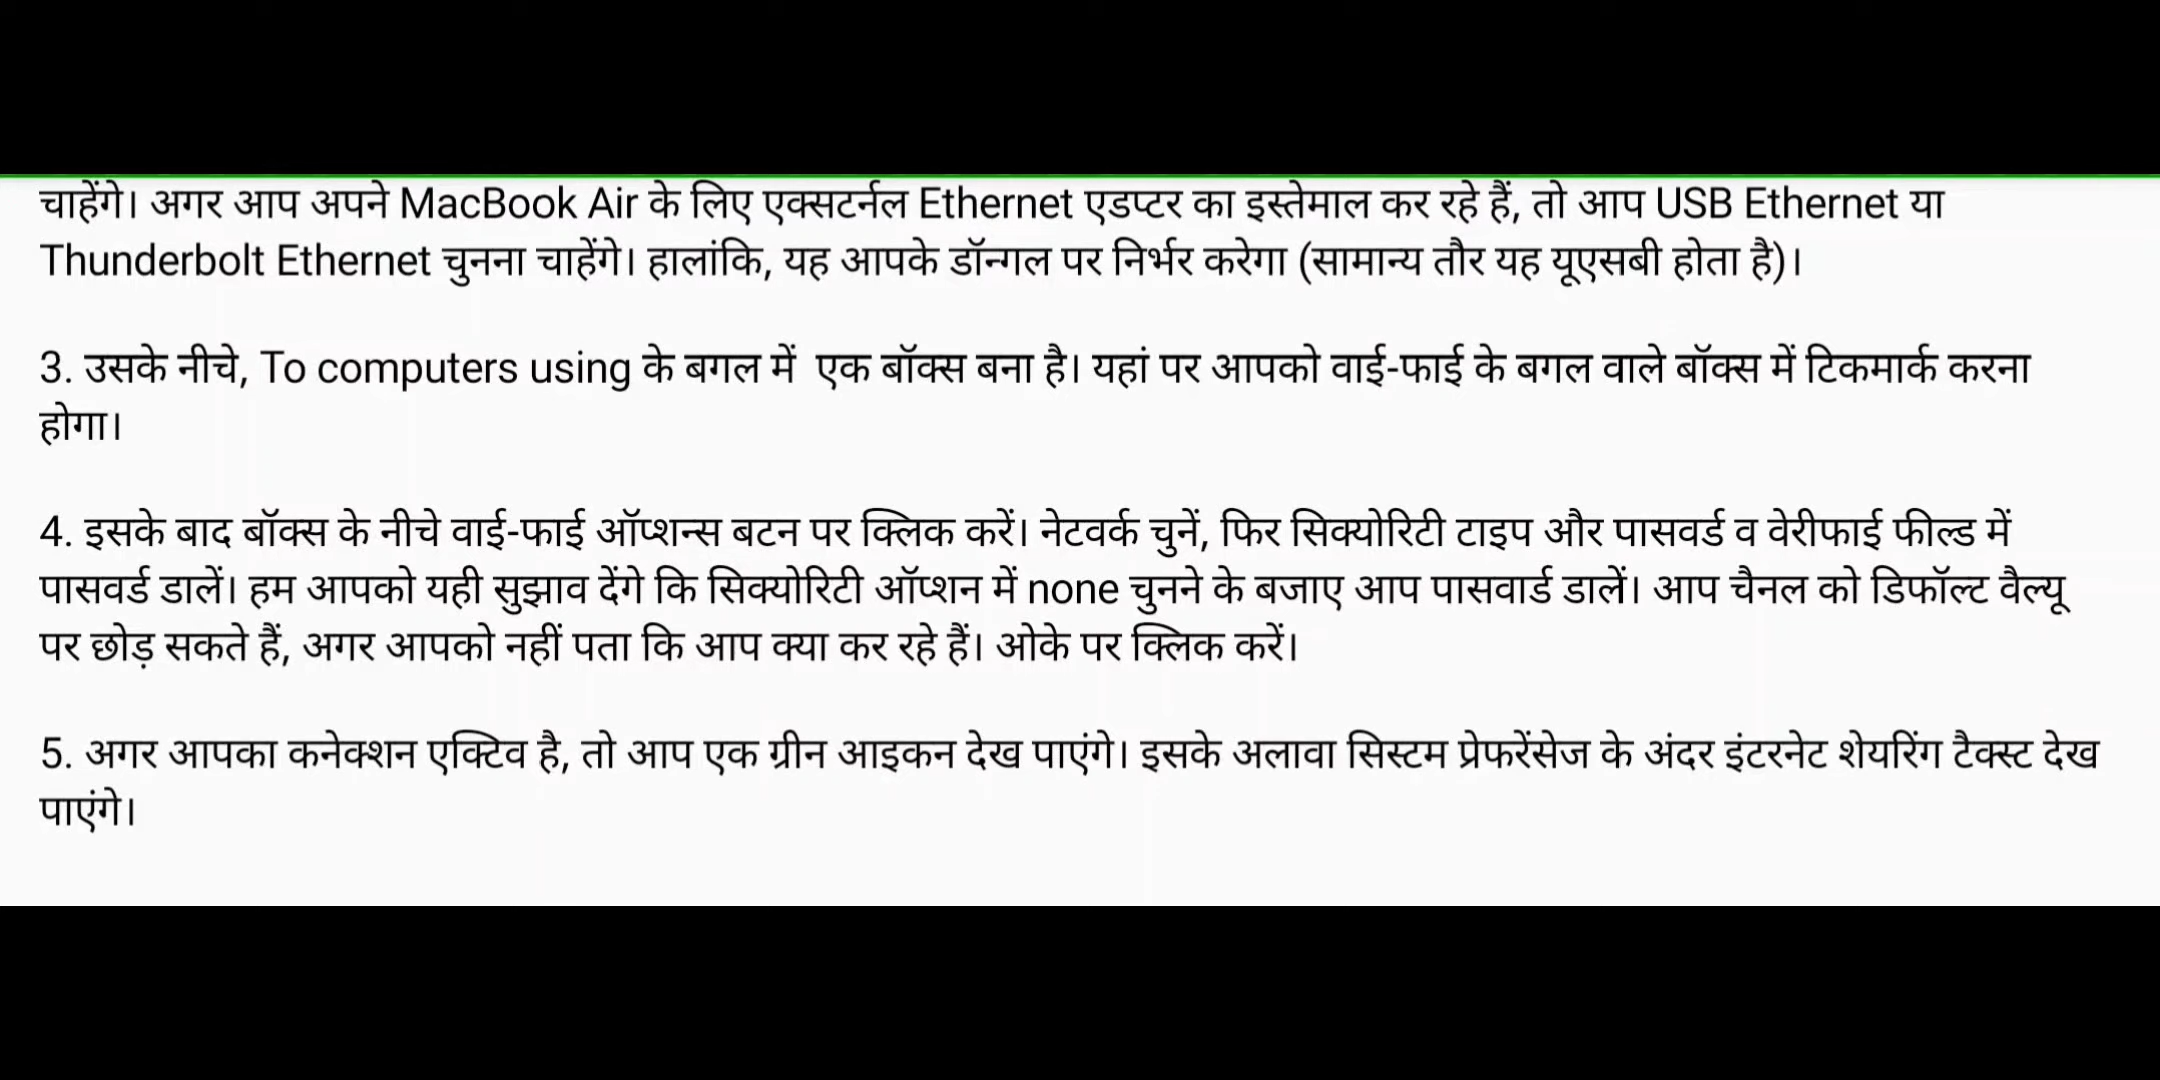 चाहेंगे। अगर आप अपने MacBook Air के लिए एक्सटर्नल Ethernet एडप्टर का इस्तेमाल कर रहे हैं, तो आप USB Ethernet या
Thunderbolt Ethernet चुनना चाहेंगे। हालांकि, यह आपके डॉन्गल पर निर्भर करेगा (सामान्य तौर यह यूएसबी होता है)।
3. उसके नीचे, To computers using के बगल में एक बॉक्स बना है। यहां पर आपको वाई-फाई के बगल वाले बॉक्स में टिकमार्क करना
होगा।
4. इसके बाद बॉक्स के नीचे वाई-फाई ऑप्शन्स बटन पर क्लिक करें। नेटवर्क चुनें, फिर सिक्योरिटी टाइप और पासवर्ड व वेरीफाई फील्ड में
पासवर्ड डालें। हम आपको यही सुझाव देंगे कि सिक्योरिटी ऑप्शन में none चुनने के बजाए आप पासवार्ड डालें। आप चैनल को डिफॉल्ट वैल्यू
पर छोड़ सकते हैं, अगर आपको नहीं पता कि आप क्या कर रहे हैं। ओके पर क्लिक करें।
5. अगर आपका कनेक्शन एक्टिव है, तो आप एक ग्रीन आइकन देख पाएंगे। इसके अलावा सिस्टम प्रेफरेंसेज के अंदर इंटरनेट शेयरिंग टैक्स्ट देख
पाएंगे।